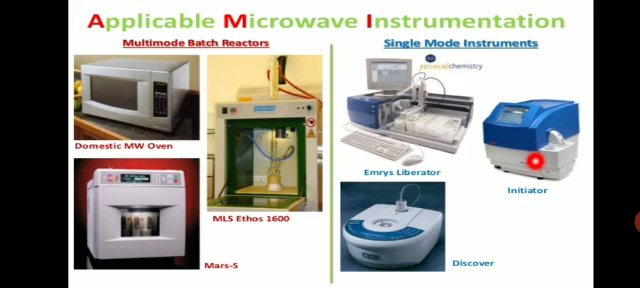 Applicable Microwave Instrumentation
Multimode Batch Reactors
Domestic MW Oven
MLS Ethos 1600
Mars-S
Single Mode Instruments
personalchemistry
Emrys Liberator
Initiator
Discover